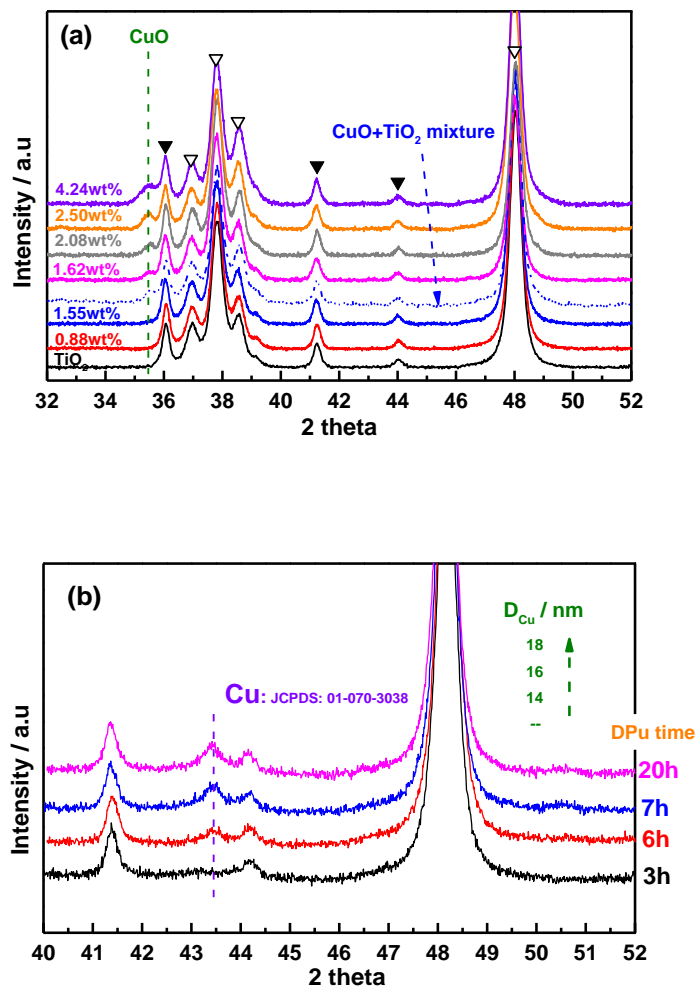 (a)
CuO
CuO+TiO₂ mixture
4.24wt%
2.50wt%
2.08wt%
1.62wt%
1.55wt%
0.88wt%
TiO₂
Intensity / a.u
32 34 36 38 40 42 44 46 48 50 52
2 theta
(b)
D_Cu / nm
18
16
14
--
Cu: JCPDS: 01-070-3038
DPu time
20h
7h
6h
3h
Intensity / a.u
40 41 42 43 44 45 46 47 48 49 50 51 52
2 theta